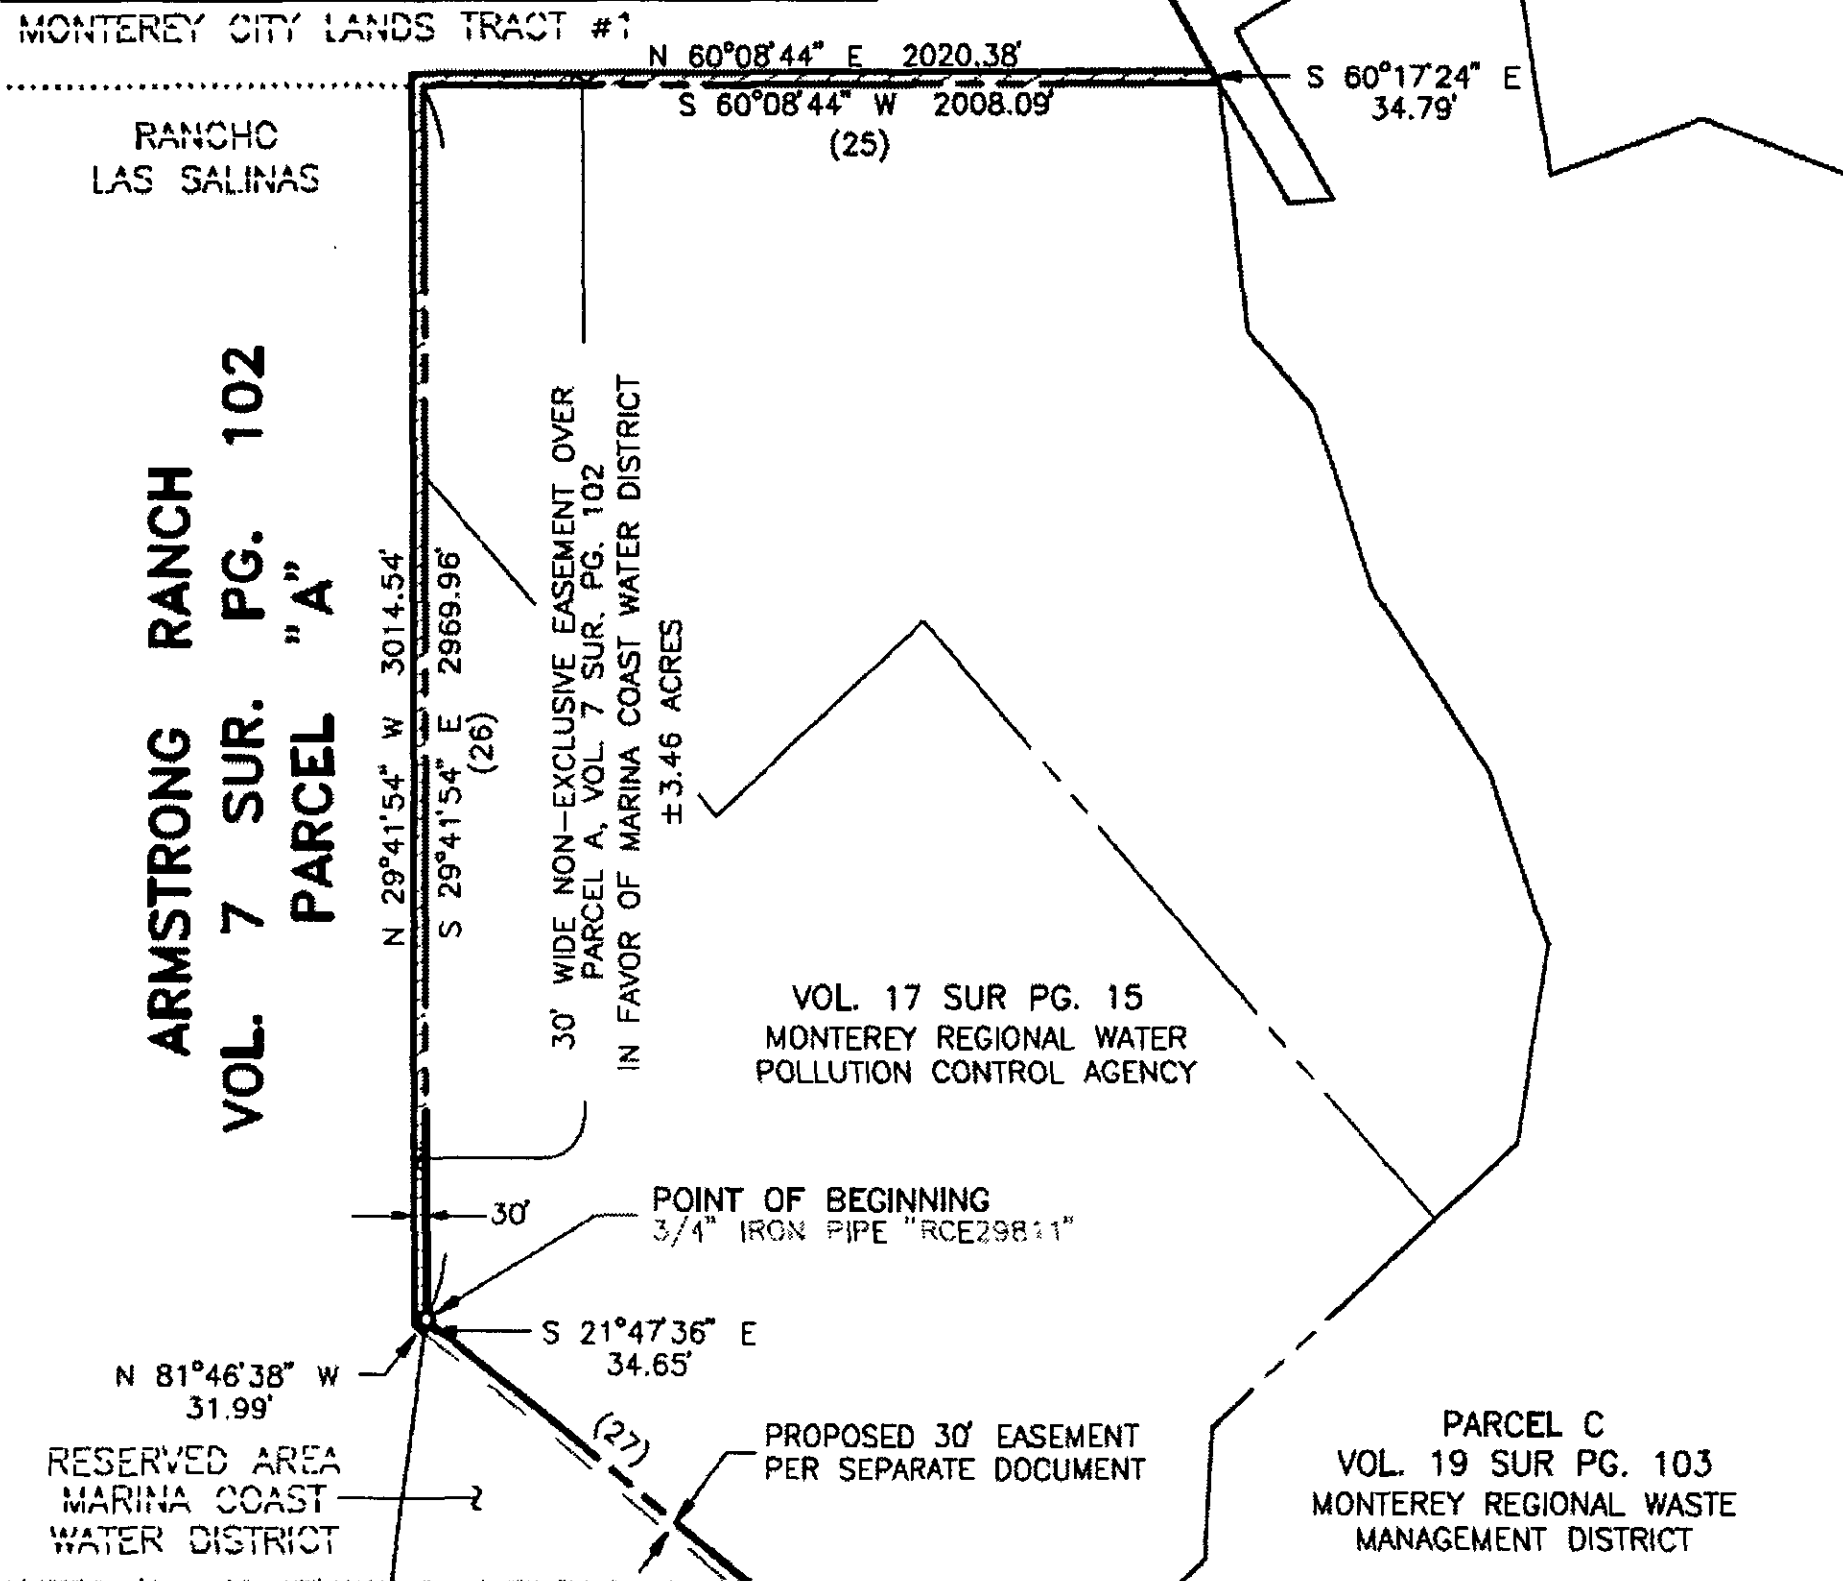 MONTEREY CITY LANDS TRACT #1
N 60°08'44" E 2020.38'
S 60°08'44" W 2008.09'
(25)
S 60°17'24" E
34.79'
RANCHO
LAS SALINAS
ARMSTRONG RANCH
VOL. 7 SUR. PG. 102
PARCEL "A"
N 29°41'54" W 3014.54'
S 29°41'54" E 2969.96'
(26)
30' WIDE NON-EXCLUSIVE EASEMENT OVER
PARCEL A, VOL. 7 SUR. PG. 102
IN FAVOR OF MARINA COAST WATER DISTRICT
±3.46 ACRES
VOL. 17 SUR PG. 15
MONTEREY REGIONAL WATER
POLLUTION CONTROL AGENCY
30'
POINT OF BEGINNING
3/4" IRON PIPE "RCE29811"
S 21°47'36" E
34.65'
N 81°46'38" W
31.99'
(27)
RESERVED AREA
MARINA COAST
WATER DISTRICT
PROPOSED 30' EASEMENT
PER SEPARATE DOCUMENT
PARCEL C
VOL. 19 SUR PG. 103
MONTEREY REGIONAL WASTE
MANAGEMENT DISTRICT